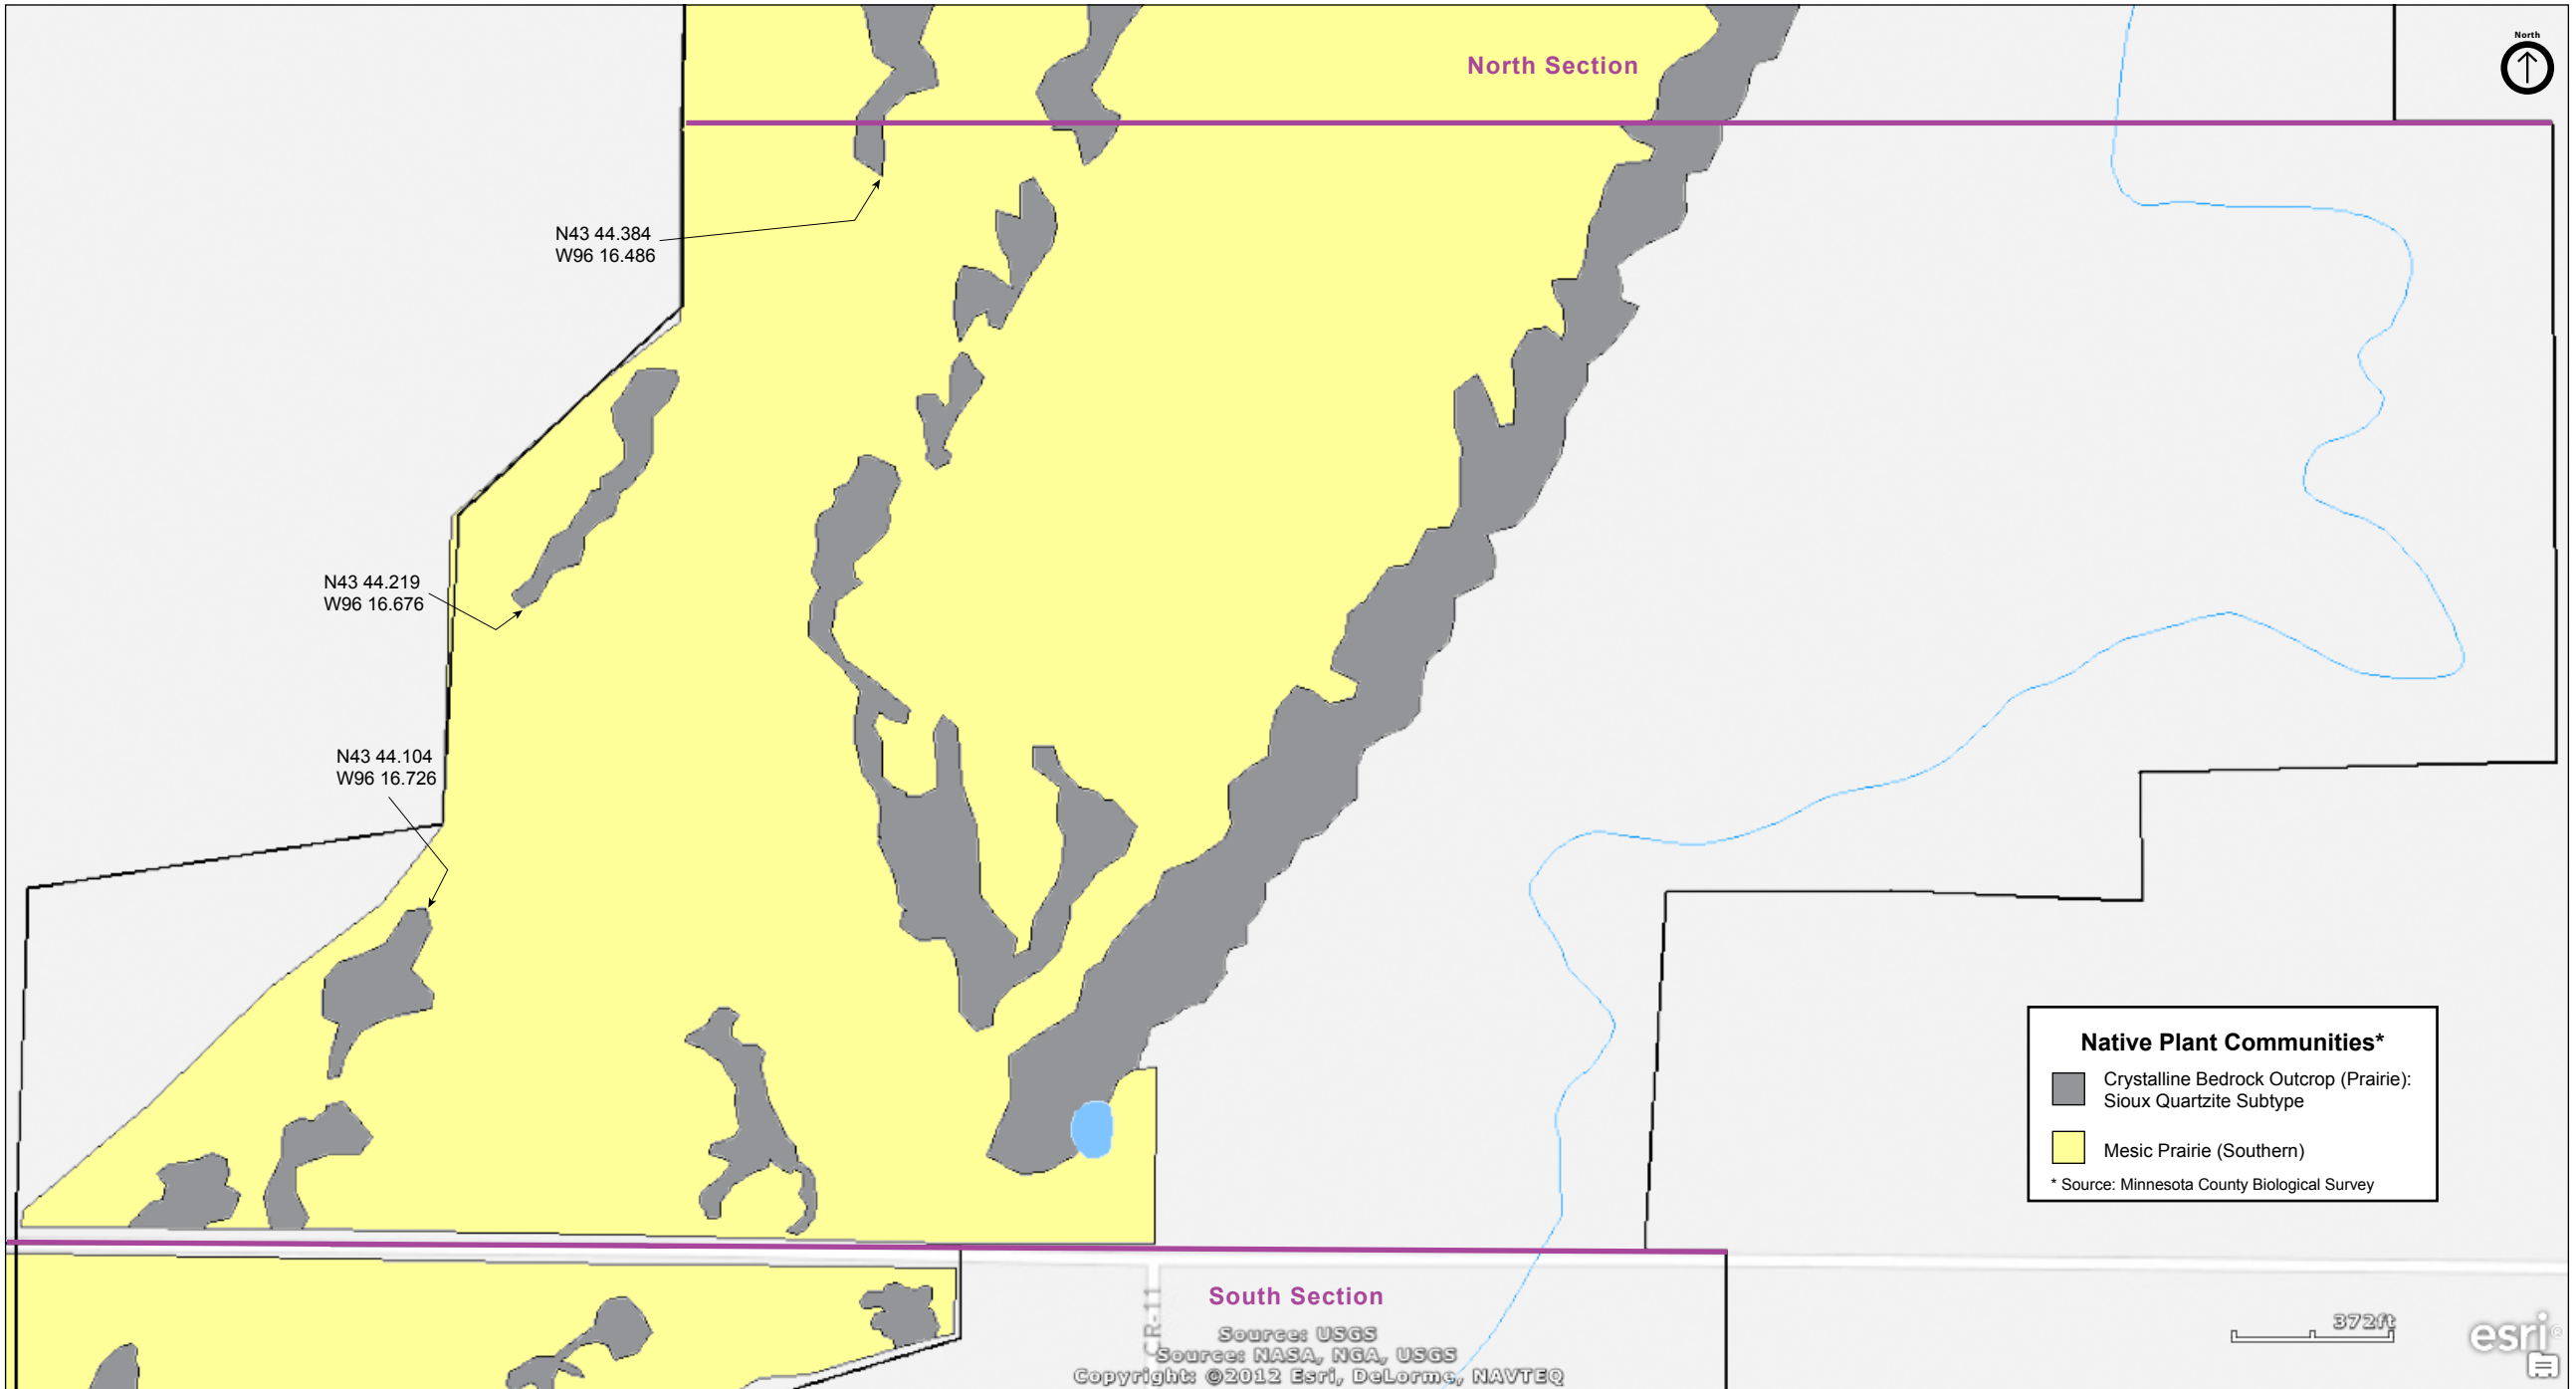 North
North Section
N43 44.384
W96 16.486
N43 44.219
W96 16.676
N43 44.104
W96 16.726
Native Plant Communities*
Crystalline Bedrock Outcrop (Prairie):
Sioux Quartzite Subtype
Mesic Prairie (Southern)
* Source: Minnesota County Biological Survey
South Section
CR-11
Source: USGS
Source: NASA, NGA, USGS
Copyright: ©2012 Esri, DeLorme, NAVTEQ
372ft
esri